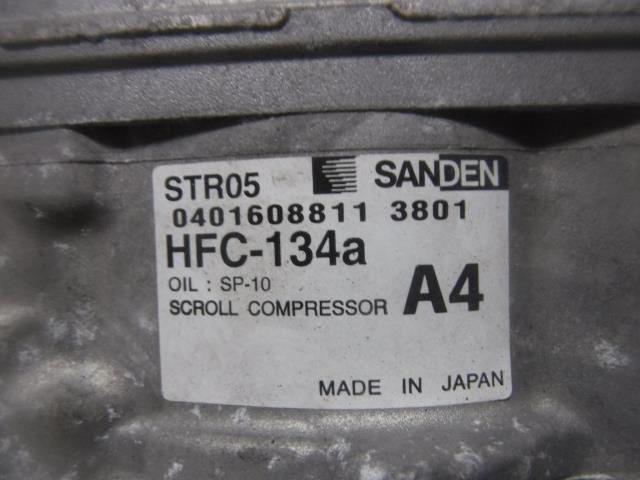 STR05 SANDEN
0401608811 3801
HFC-134a
OIL : SP-10
SCROLL COMPRESSOR A4
MADE IN JAPAN